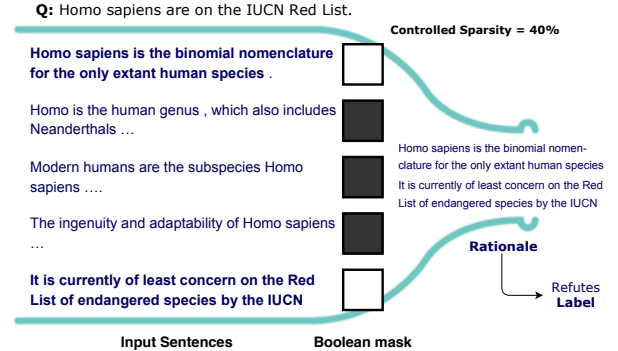 Q: Homo sapiens are on the IUCN Red List.
Controlled Sparsity = 40%
Homo sapiens is the binomial nomenclature
for the only extant human species .
Homo is the human genus , which also includes
Neanderthals …
Modern humans are the subspecies Homo
sapiens ….
The ingenuity and adaptability of Homo sapiens
…
It is currently of least concern on the Red
List of endangered species by the IUCN
Homo sapiens is the binomial nomen-
clature for the only extant human species
It is currently of least concern on the Red
List of endangered species by the IUCN
Rationale
Refutes
Label
Input Sentences
Boolean mask